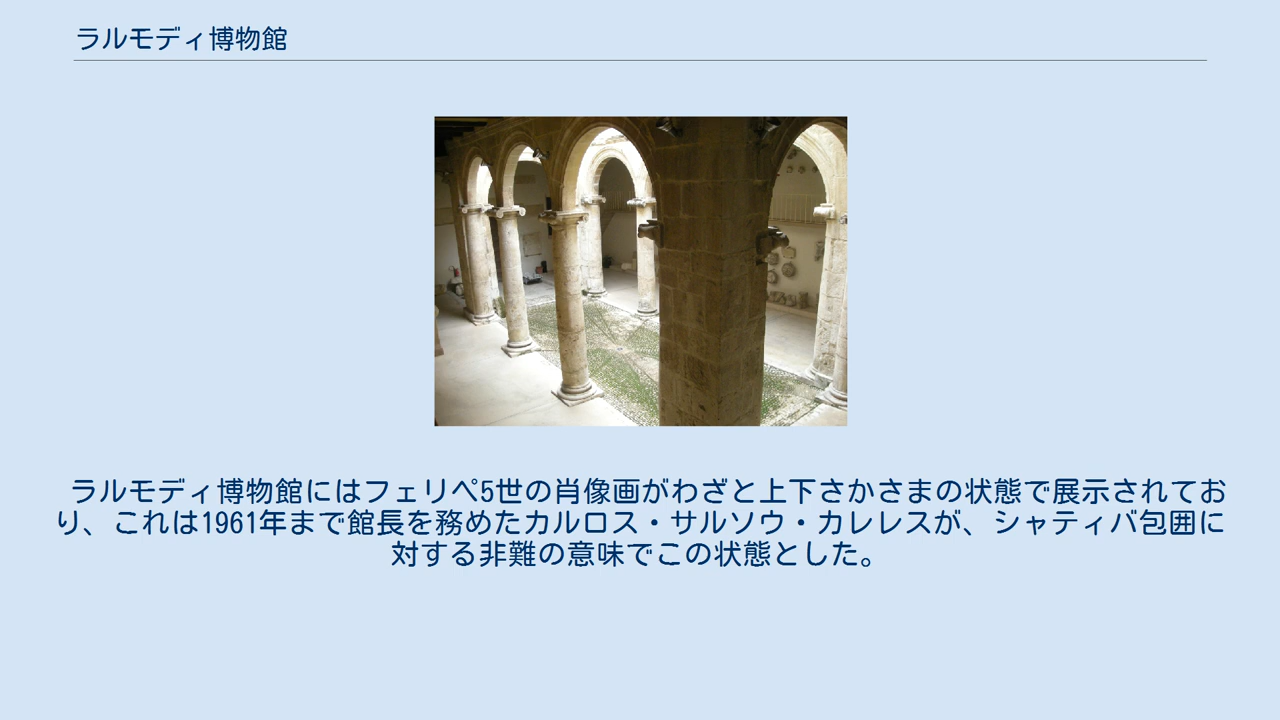 ラルモディ博物館
ラルモディ博物館にはフェリペ5世の肖像画がわざと上下さかさまの状態で展示されてお
り、これは1961年まで館長を務めたカルロス・サルソウ・カレレスが、シャティバ包囲に
対する非難の意味でこの状態とした。